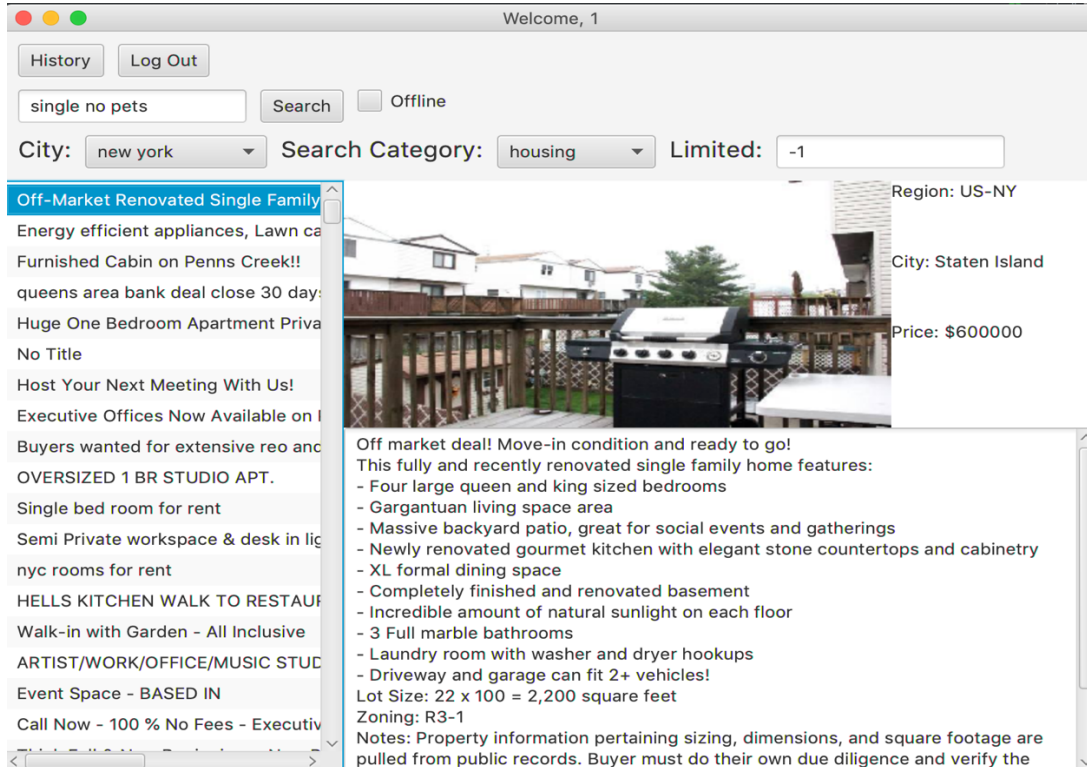 Welcome, 1
History
Log Out
single no pets
Search
Offline
City:
new york
Search Category:
housing
Limited:
-1
Off-Market Renovated Single Family
Energy efficient appliances, Lawn ca
Furnished Cabin on Penns Creek!!
queens area bank deal close 30 day
Huge One Bedroom Apartment Priva
No Title
Host Your Next Meeting With Us!
Executive Offices Now Available on
Buyers wanted for extensive reo and
OVERSIZED 1 BR STUDIO APT.
Single bed room for rent
Semi Private workspace & desk in lig
nyc rooms for rent
HELLS KITCHEN WALK TO RESTAU
Walk-in with Garden - All Inclusive
ARTIST/WORK/OFFICE/MUSIC STUD
Event Space - BASED IN
Call Now - 100 % No Fees - Executiv
Region: US-NY
City: Staten Island
Price: $600000
Off market deal! Move-in condition and ready to go!
This fully and recently renovated single family home features:
- Four large queen and king sized bedrooms
- Gargantuan living space area
- Massive backyard patio, great for social events and gatherings
- Newly renovated gourmet kitchen with elegant stone countertops and cabinetry
- XL formal dining space
- Completely finished and renovated basement
- Incredible amount of natural sunlight on each floor
- 3 Full marble bathrooms
- Laundry room with washer and dryer hookups
- Driveway and garage can fit 2+ vehicles!
Lot Size: 22 x 100 = 2,200 square feet
Zoning: R3-1
Notes: Property information pertaining sizing, dimensions, and square footage are
pulled from public records. Buyer must do their own due diligence and verify the